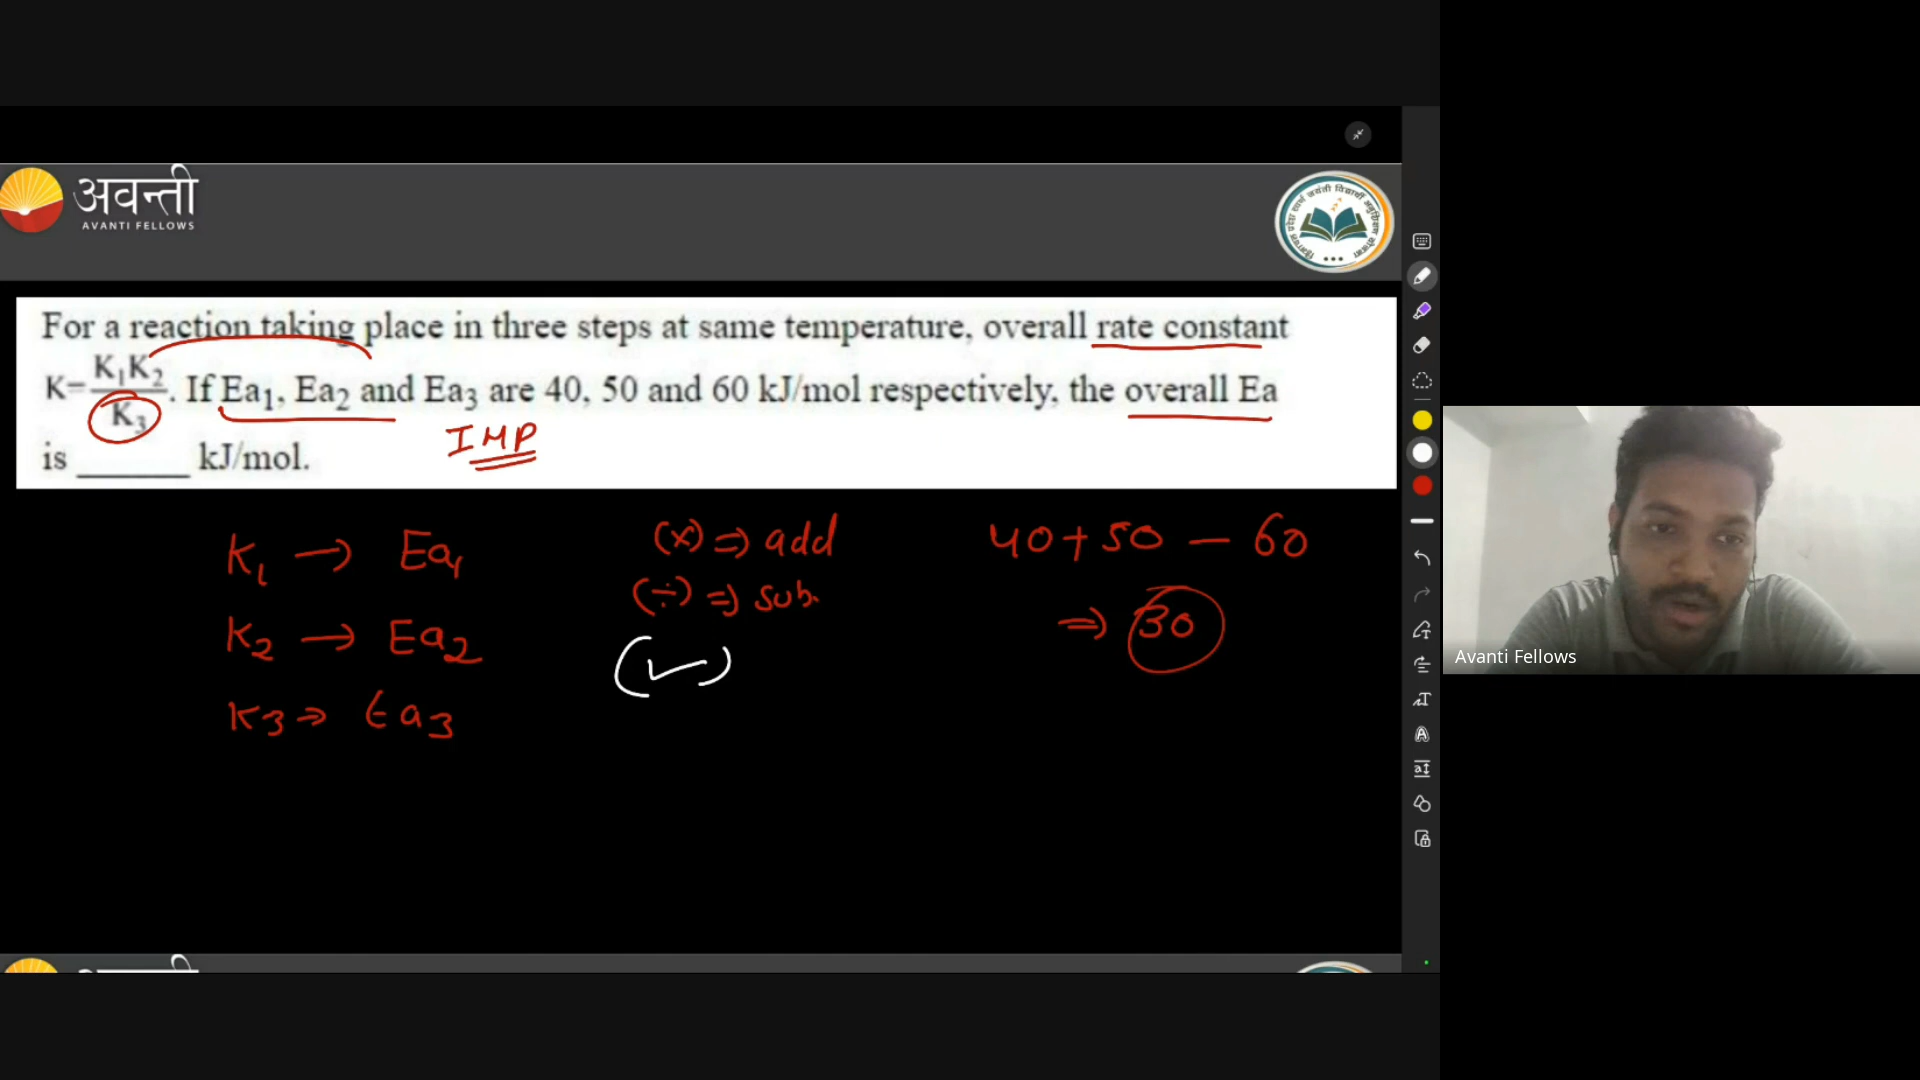 अवन्ती
AVANTI FELLOWS
For a reaction taking place in three steps at same temperature, overall rate constant
K=K₁K₂/K₃. If Ea₁, Ea₂ and Ea₃ are 40, 50 and 60 kJ/mol respectively, the overall Ea
is ______ kJ/mol.
IMP
K₁ → Ea₁
K₂ → Ea₂
K₃ → Ea₃
(×) ⇒ add
(÷) ⇒ sub.
(✓)
40+50 − 60
⇒ 30
Avanti Fellows